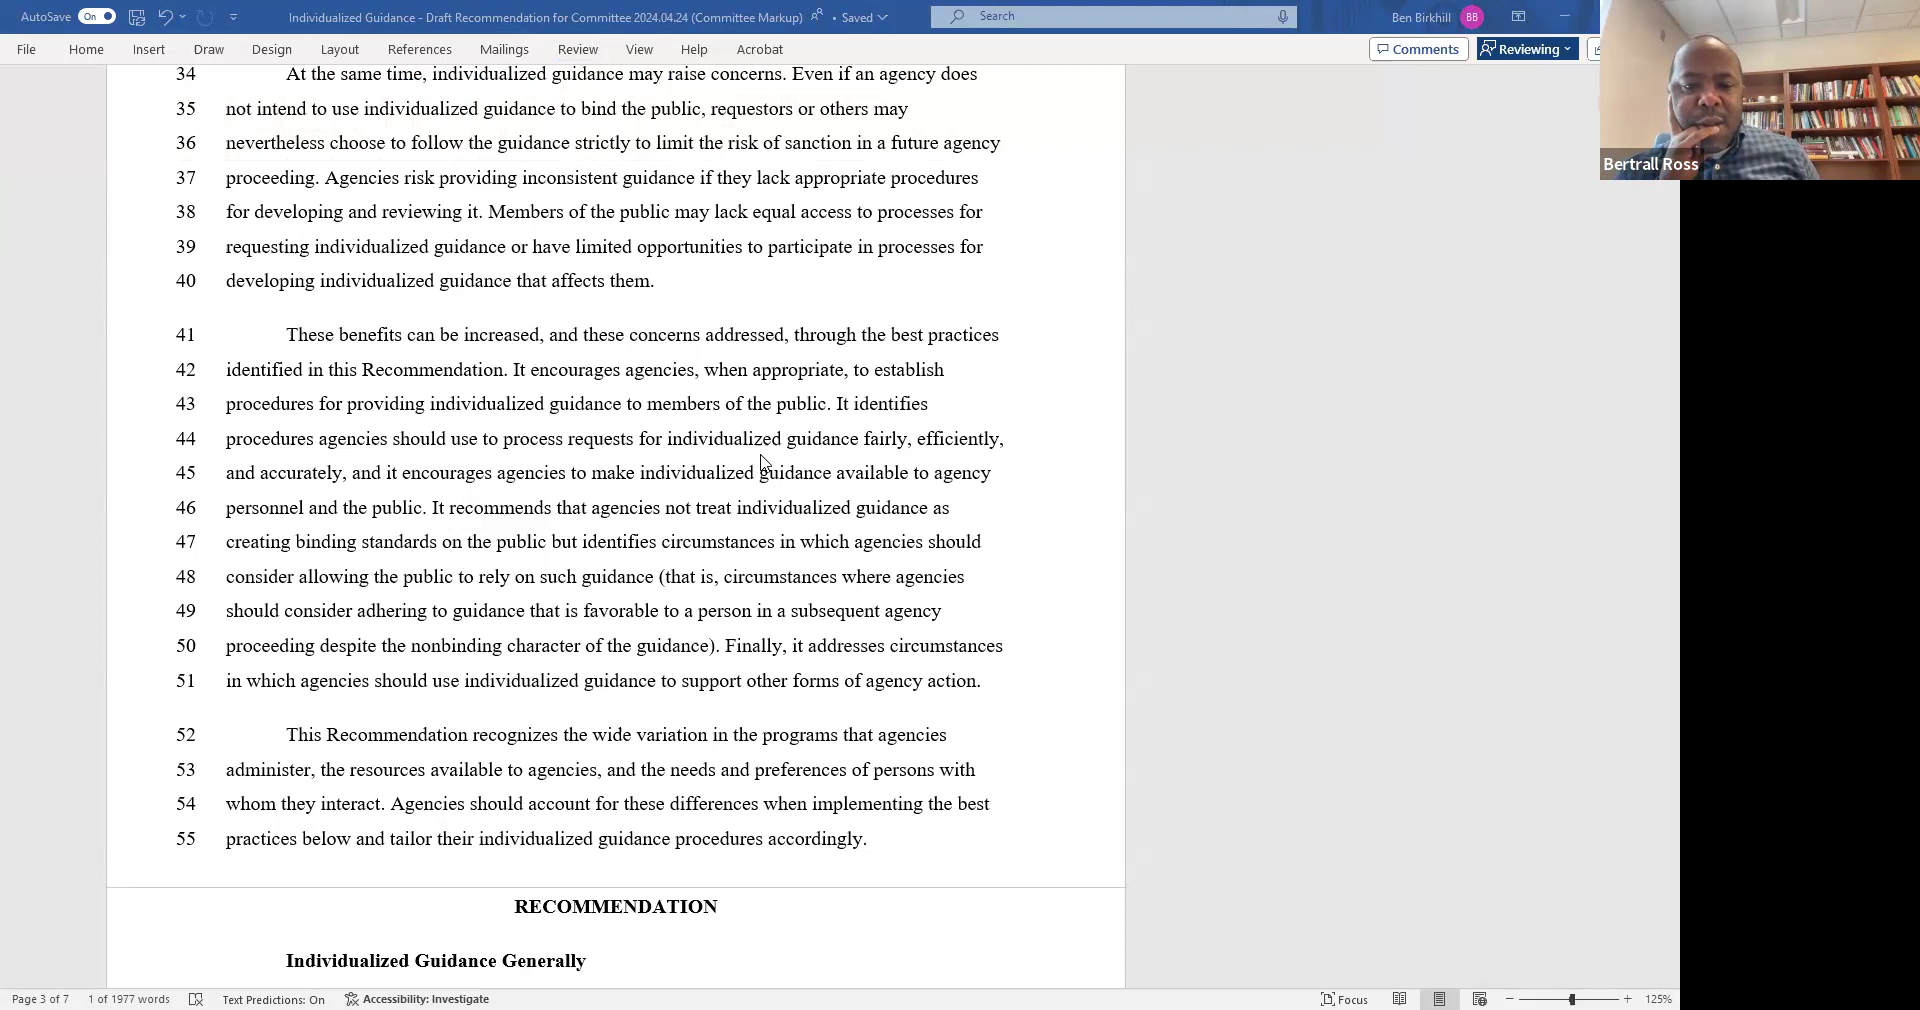 AutoSave On Individualized Guidance - Draft Recommendation for Committee 2024.04.24 (Committee Markup) • Saved Search Ben Birkhill BB
File Home Insert Draw Design Layout References Mailings Review View Help Acrobat Comments Reviewing
Bertrall Ross
34 At the same time, individualized guidance may raise concerns. Even if an agency does
35 not intend to use individualized guidance to bind the public, requestors or others may
36 nevertheless choose to follow the guidance strictly to limit the risk of sanction in a future agency
37 proceeding. Agencies risk providing inconsistent guidance if they lack appropriate procedures
38 for developing and reviewing it. Members of the public may lack equal access to processes for
39 requesting individualized guidance or have limited opportunities to participate in processes for
40 developing individualized guidance that affects them.
41 These benefits can be increased, and these concerns addressed, through the best practices
42 identified in this Recommendation. It encourages agencies, when appropriate, to establish
43 procedures for providing individualized guidance to members of the public. It identifies
44 procedures agencies should use to process requests for individualized guidance fairly, efficiently,
45 and accurately, and it encourages agencies to make individualized guidance available to agency
46 personnel and the public. It recommends that agencies not treat individualized guidance as
47 creating binding standards on the public but identifies circumstances in which agencies should
48 consider allowing the public to rely on such guidance (that is, circumstances where agencies
49 should consider adhering to guidance that is favorable to a person in a subsequent agency
50 proceeding despite the nonbinding character of the guidance). Finally, it addresses circumstances
51 in which agencies should use individualized guidance to support other forms of agency action.
52 This Recommendation recognizes the wide variation in the programs that agencies
53 administer, the resources available to agencies, and the needs and preferences of persons with
54 whom they interact. Agencies should account for these differences when implementing the best
55 practices below and tailor their individualized guidance procedures accordingly.
RECOMMENDATION
Individualized Guidance Generally
Page 3 of 7 1 of 1977 words Text Predictions: On Accessibility: Investigate Focus 125%